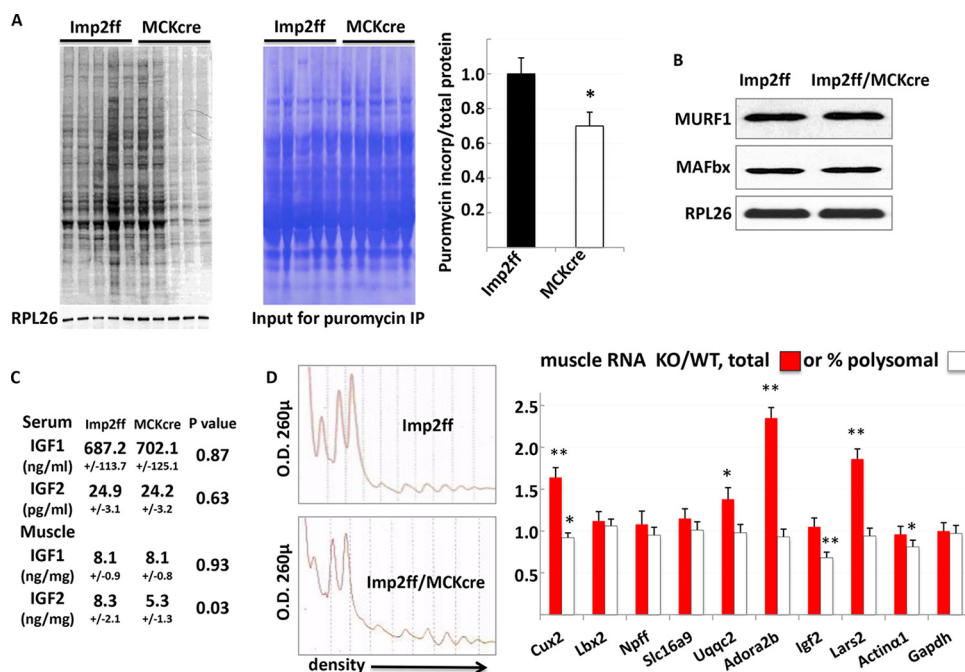 A
Imp2ff MCKcre
Imp2ff MCKcre
RPL26
Input for puromycin IP
Puromycin incorp/total protein
1.0
0.8
0.6
0.4
0.2
*
Imp2ff
MCKcre
B
Imp2ff Imp2ff/MCKcre
MURF1
MAFbx
RPL26
C
Serum Imp2ff MCKcre P value
IGF1 687.2 702.1 0.87
(ng/ml) +/-113.7 +/-125.1
IGF2 24.9 24.2 0.63
(pg/ml) +/-3.1 +/-3.2
Muscle
IGF1 8.1 8.1 0.93
(ng/mg) +/-0.9 +/-0.8
IGF2 8.3 5.3 0.03
(ng/mg) +/-2.1 +/-1.3
D
O.D. 260µ
Imp2ff
O.D. 260µ
Imp2ff/MCKcre
density
muscle RNA KO/WT, total or % polysomal
2.5
2.0
1.5
1.0
0.5
** * * ** ** ** *
Cux2
Lbx2
Npff
Slc16a9
Uqqc2
Adora2b
Igf2
Lars2
Actinα1
Gapdh